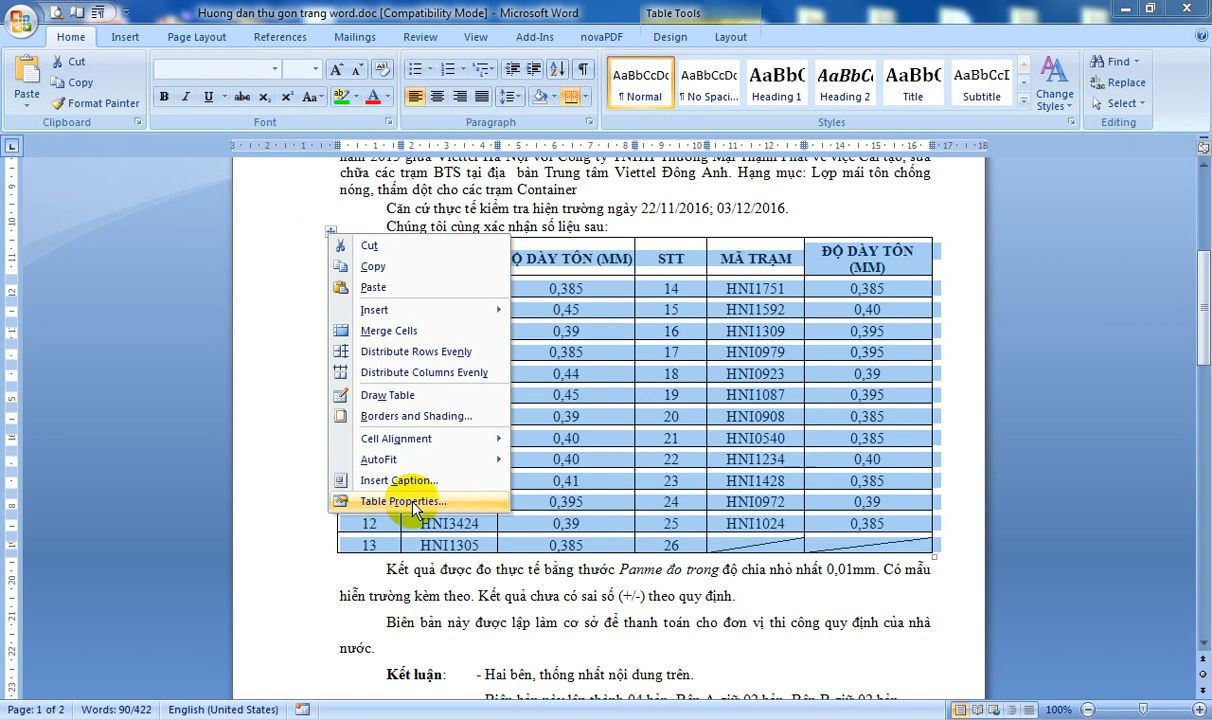 Huong dan thu gon trang word.doc [Compatibility Mode] - Microsoft Word
Table Tools
Home Insert Page Layout References Mailings Review View Add-Ins novaPDF Design Layout
Paste
Cut
Copy
Format Painter
Clipboard
Font
Paragraph
AaBbCcDc
¶ Normal
AaBbCcDc
¶ No Spaci...
AaBbC
Heading 1
AaBbCc
Heading 2
AaBbC
Title
AaBbCcI
Subtitle
Change
Styles
Styles
Find
Replace
Select
Editing
chữa các trạm BTS tại địa bàn Trung tâm Viettel Đông Anh. Hạng mục: Lợp mái tôn chống
nóng, thấm dột cho các trạm Container
Căn cứ thực tế kiểm tra hiện trường ngày 22/11/2016; 03/12/2016.
Chúng tôi cùng xác nhận số liệu sau:
Cut
Copy
Paste
Insert
Merge Cells
Distribute Rows Evenly
Distribute Columns Evenly
Draw Table
Borders and Shading...
Cell Alignment
AutoFit
Insert Caption...
Table Properties...
DÀY TÔN (MM) STT MÃ TRẠM ĐỘ DÀY TÔN (MM)
0,385 14 HNI1751 0,385
0,45 15 HNI1592 0,40
0,39 16 HNI1309 0,395
0,385 17 HNI0979 0,395
0,44 18 HNI0923 0,39
0,45 19 HNI1087 0,395
0,39 20 HNI0908 0,385
0,40 21 HNI0540 0,385
0,40 22 HNI1234 0,40
0,41 23 HNI1428 0,385
0,395 24 HNI0972 0,39
12 HNI3424 0,39 25 HNI1024 0,385
13 HNI1305 0,385 26
Kết quả được đo thực tế bằng thước Panme đo trong độ chia nhỏ nhất 0,01mm. Có mẫu
hiễn trường kèm theo. Kết quả chưa có sai số (+/-) theo quy định.
Biên bản này được lập làm cơ sở để thanh toán cho đơn vị thi công quy định của nhà
nước.
Kết luận: - Hai bên, thống nhất nội dung trên.
Page: 1 of 2 Words: 90/422 English (United States) 100%